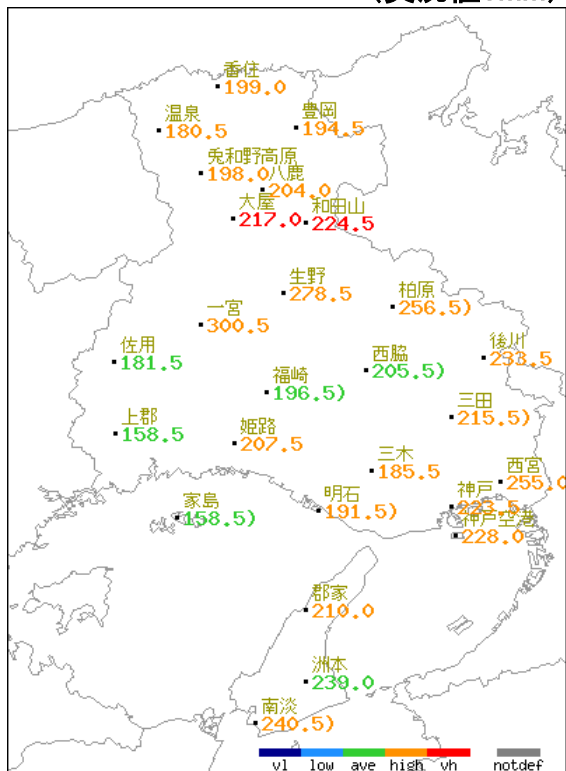 香住
199.0
温泉
180.5
豊岡
194.5
兎和野高原
198.0
八鹿
204.0
大屋
217.0
和田山
224.5
生野
278.5
柏原
256.5)
一宮
300.5
佐用
181.5
西脇
205.5)
後川
233.5
福崎
196.5)
三田
215.5)
上郡
158.5
姫路
207.5
三木
185.5
西宮
255.0
家島
158.5)
明石
191.5)
神戸
223.5
神戸空港
228.0
郡家
210.0
洲本
239.0
南淡
240.5)
vl low ave high vh notdef